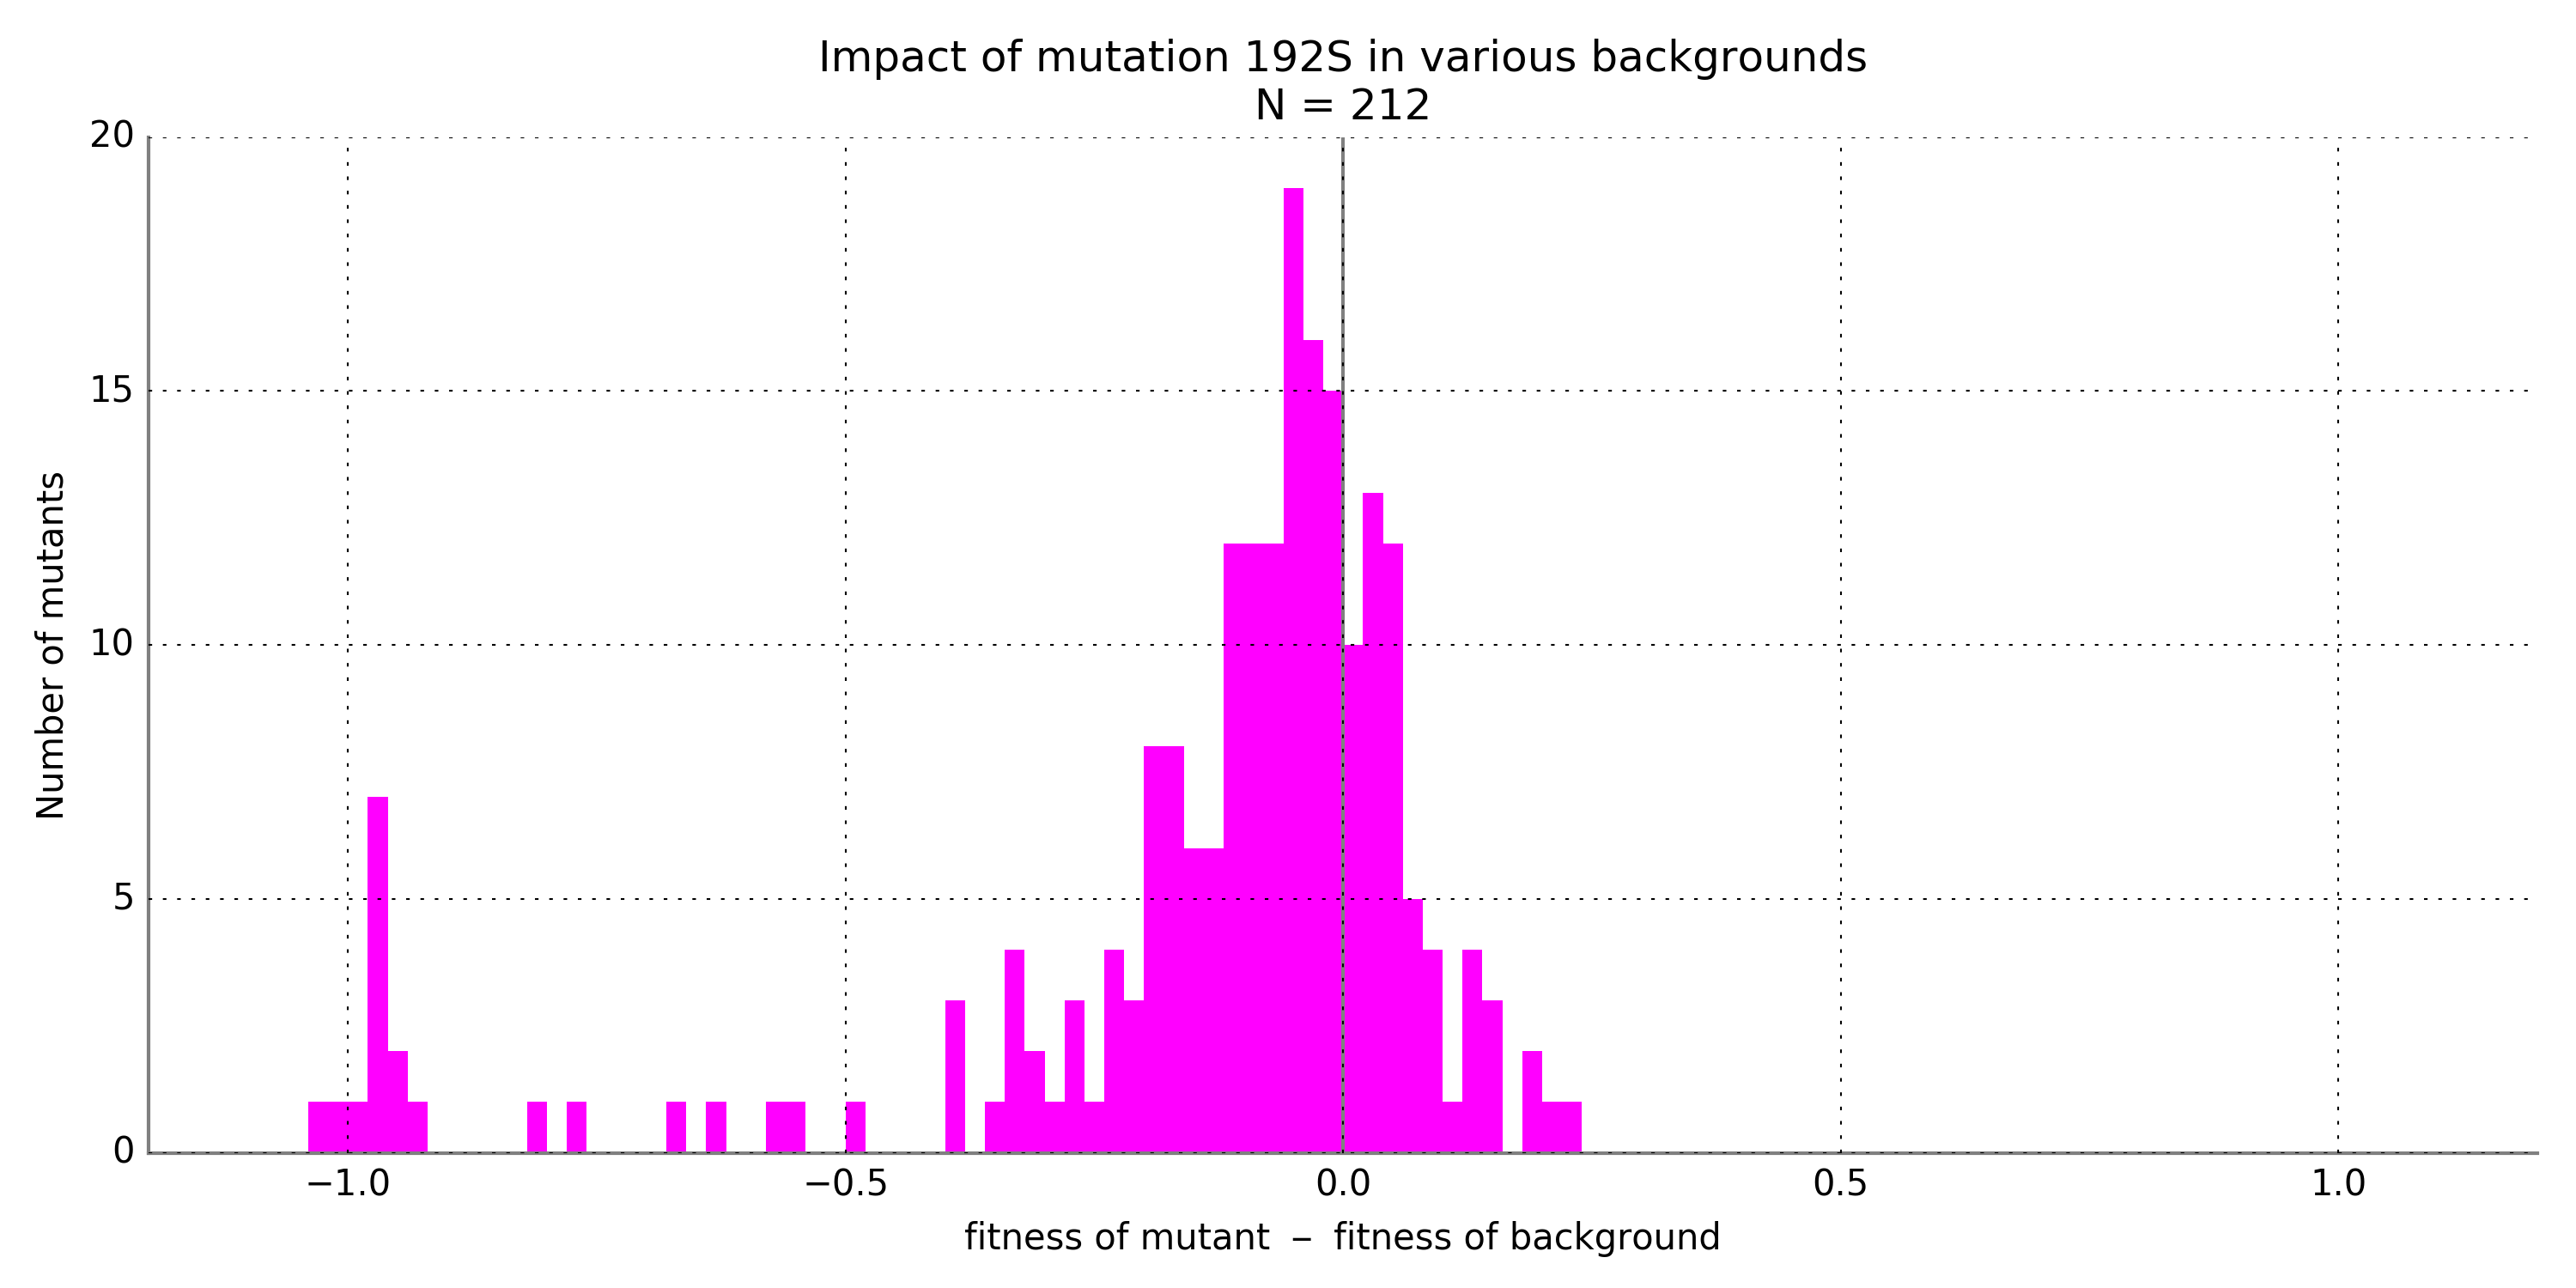 Impact of mutation 192S in various backgrounds
N = 212
20
15
10
5
0
Number of mutants
−1.0
−0.5
0.0
0.5
1.0
fitness of mutant – fitness of background